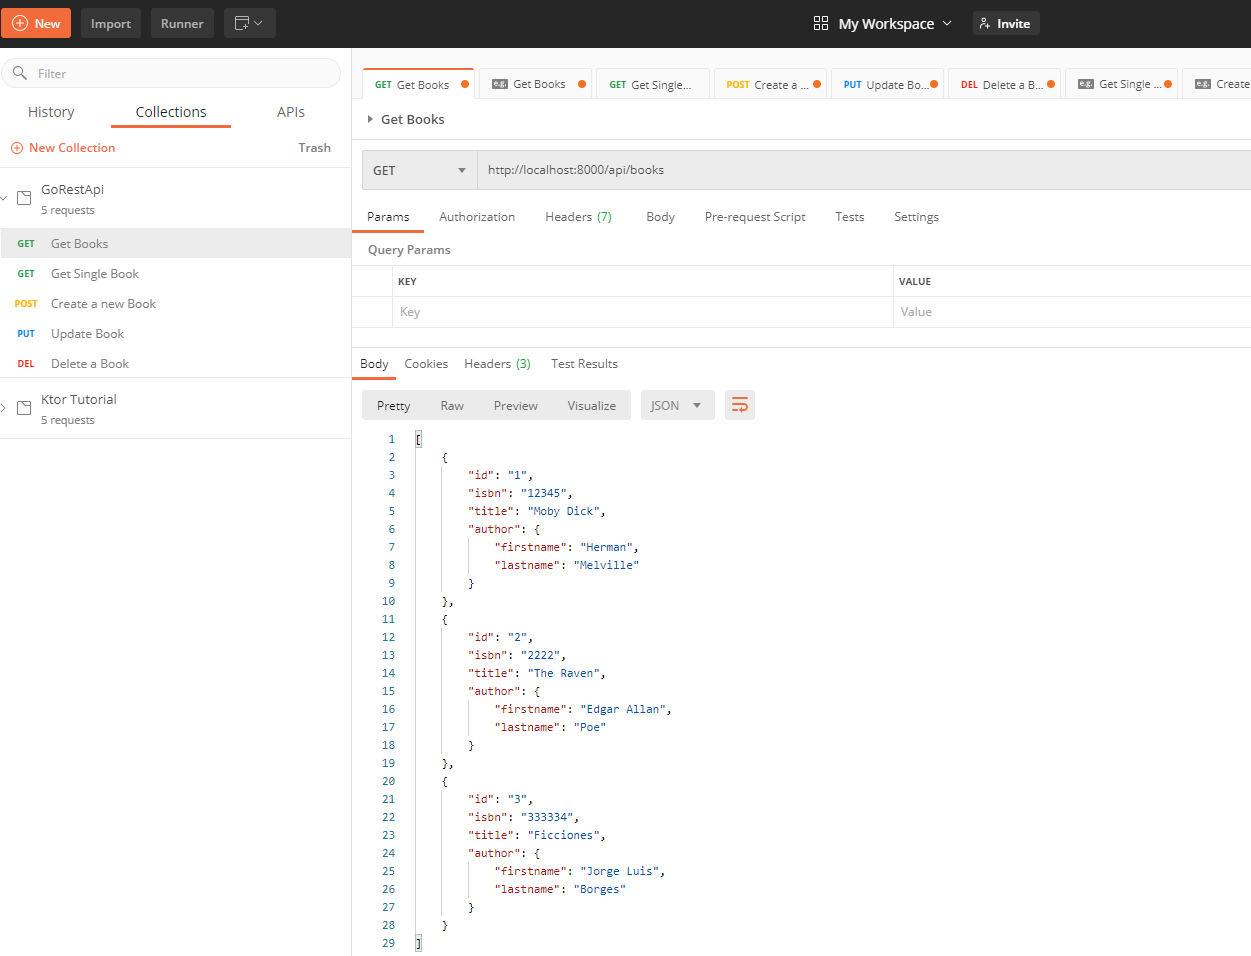 New Import Runner My Workspace Invite
Filter
History Collections APIs
New Collection Trash
GoRestApi
5 requests
GET Get Books
GET Get Single Book
POST Create a new Book
PUT Update Book
DEL Delete a Book
Ktor Tutorial
5 requests
GET Get Books e.g. Get Books GET Get Single... POST Create a ... PUT Update Bo... DEL Delete a B... e.g. Get Single ... e.g. Create
Get Books
GET http://localhost:8000/api/books
Params Authorization Headers (7) Body Pre-request Script Tests Settings
Query Params
KEY VALUE
Key Value
Body Cookies Headers (3) Test Results
Pretty Raw Preview Visualize JSON
1 [
2 {
3 "id": "1",
4 "isbn": "12345",
5 "title": "Moby Dick",
6 "author": {
7 "firstname": "Herman",
8 "lastname": "Melville"
9 }
10 },
11 {
12 "id": "2",
13 "isbn": "2222",
14 "title": "The Raven",
15 "author": {
16 "firstname": "Edgar Allan",
17 "lastname": "Poe"
18 }
19 },
20 {
21 "id": "3",
22 "isbn": "333334",
23 "title": "Ficciones",
24 "author": {
25 "firstname": "Jorge Luis",
26 "lastname": "Borges"
27 }
28 }
29 ]